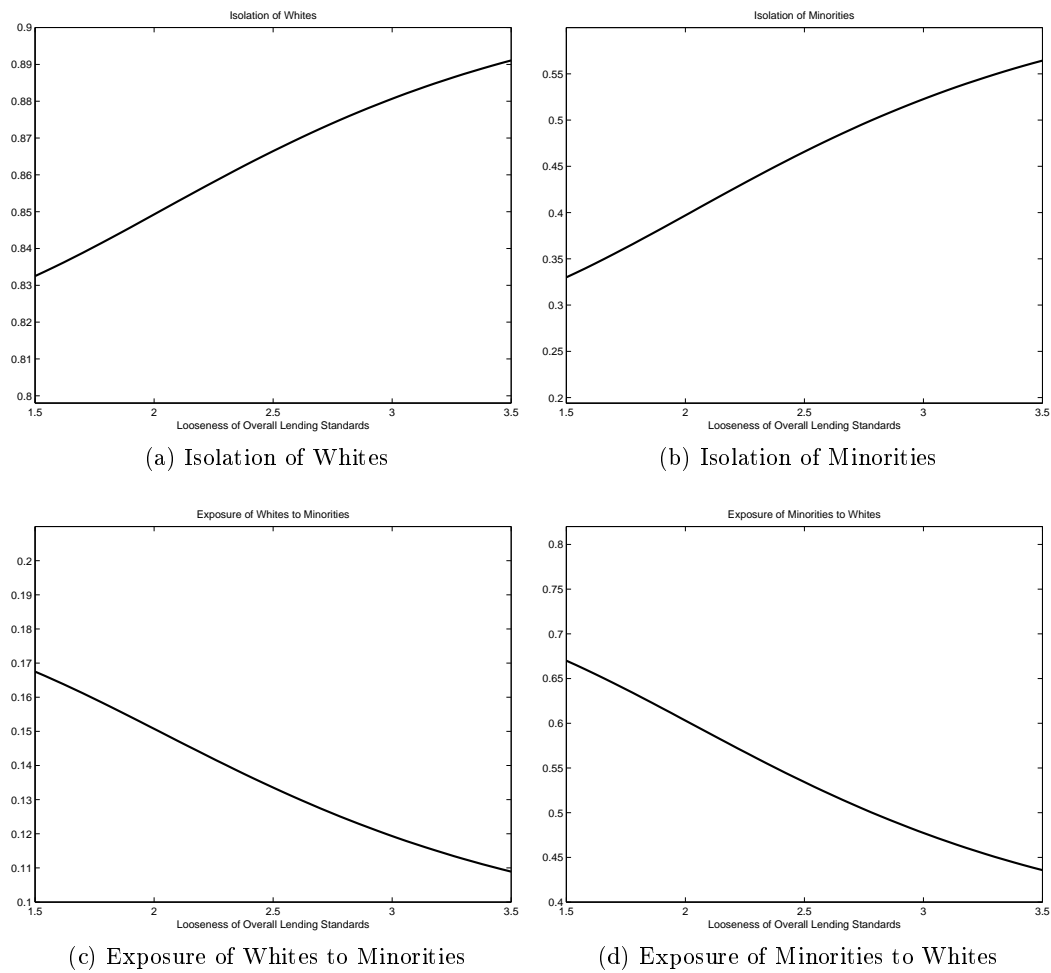 Isolation of Whites
0.9
0.89
0.88
0.87
0.86
0.85
0.84
0.83
0.82
0.81
0.8
1.5 2 2.5 3 3.5
Looseness of Overall Lending Standards
(a) Isolation of Whites
Isolation of Minorities
0.55
0.5
0.45
0.4
0.35
0.3
0.25
0.2
1.5 2 2.5 3 3.5
Looseness of Overall Lending Standards
(b) Isolation of Minorities
Exposure of Whites to Minorities
0.2
0.19
0.18
0.17
0.16
0.15
0.14
0.13
0.12
0.11
0.1
1.5 2 2.5 3 3.5
Looseness of Overall Lending Standards
(c) Exposure of Whites to Minorities
Exposure of Minorities to Whites
0.8
0.75
0.7
0.65
0.6
0.55
0.5
0.45
0.4
1.5 2 2.5 3 3.5
Looseness of Overall Lending Standards
(d) Exposure of Minorities to Whites